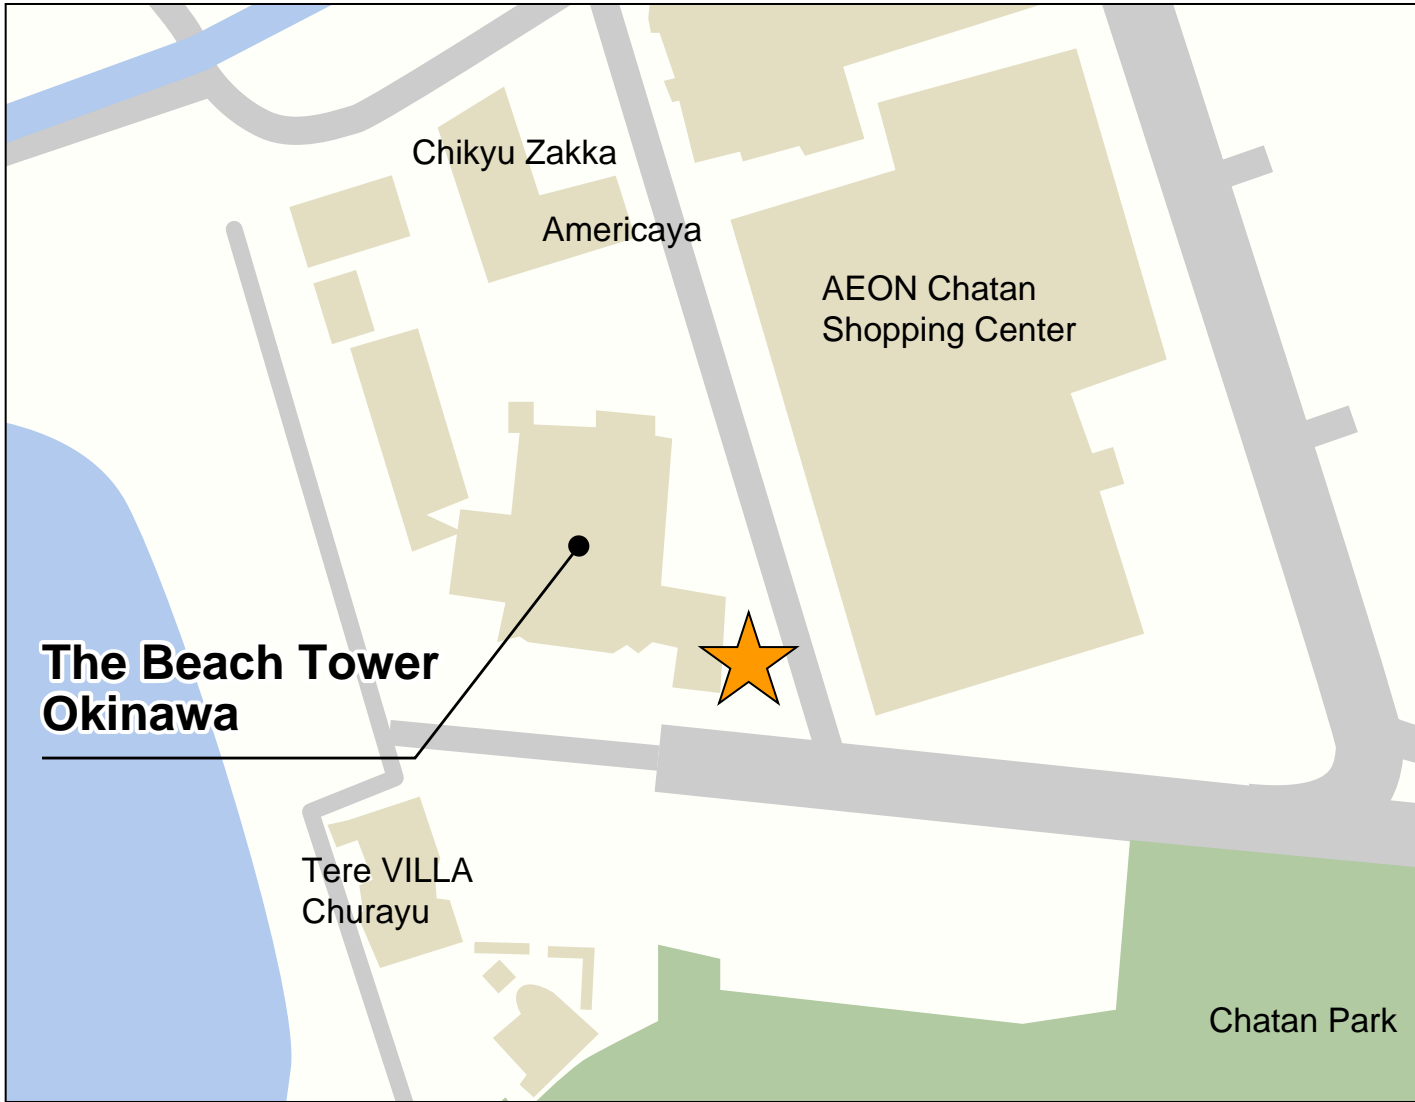 Chikyu Zakka
Americaya
AEON Chatan
Shopping Center
The Beach Tower
Okinawa
Tere VILLA
Churayu
Chatan Park